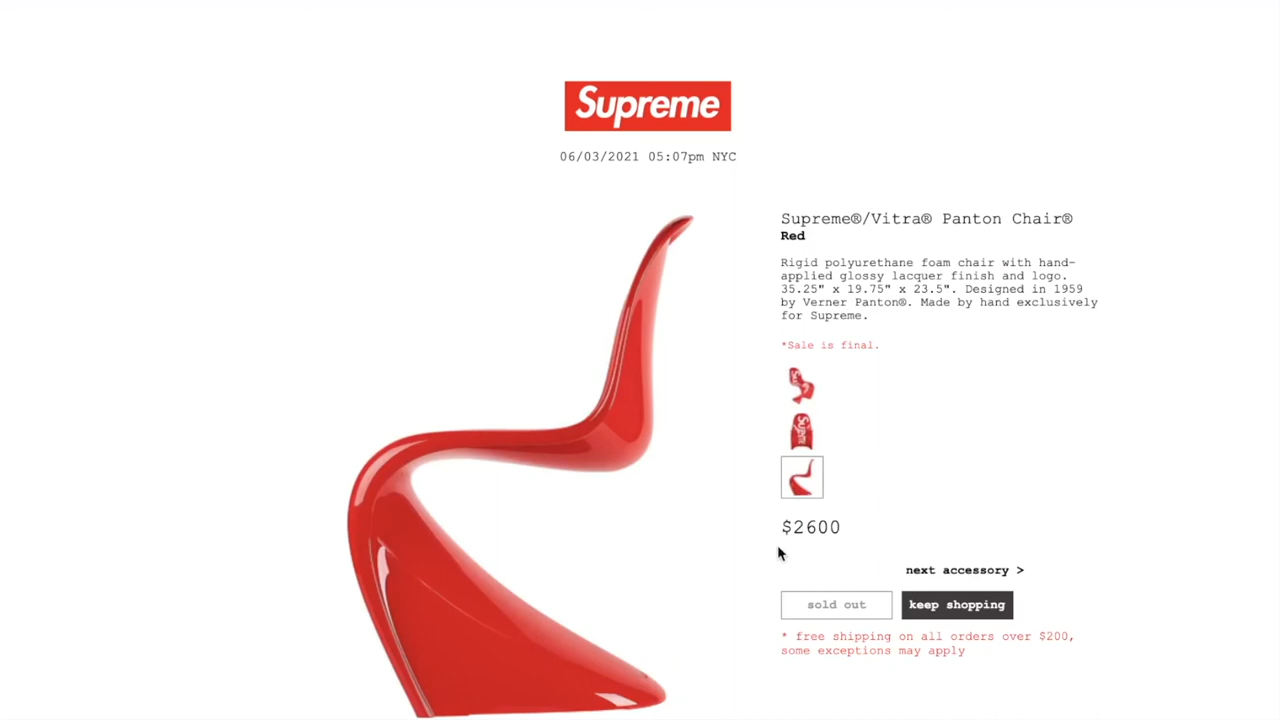 Supreme
06/03/2021 05:07pm NYC
Supreme®/Vitra® Panton Chair®
Red
Rigid polyurethane foam chair with hand-
applied glossy lacquer finish and logo.
35.25" x 19.75" x 23.5". Designed in 1959
by Verner Panton®. Made by hand exclusively
for Supreme.
*Sale is final.
$2600
next accessory >
sold out
keep shopping
* free shipping on all orders over $200,
some exceptions may apply